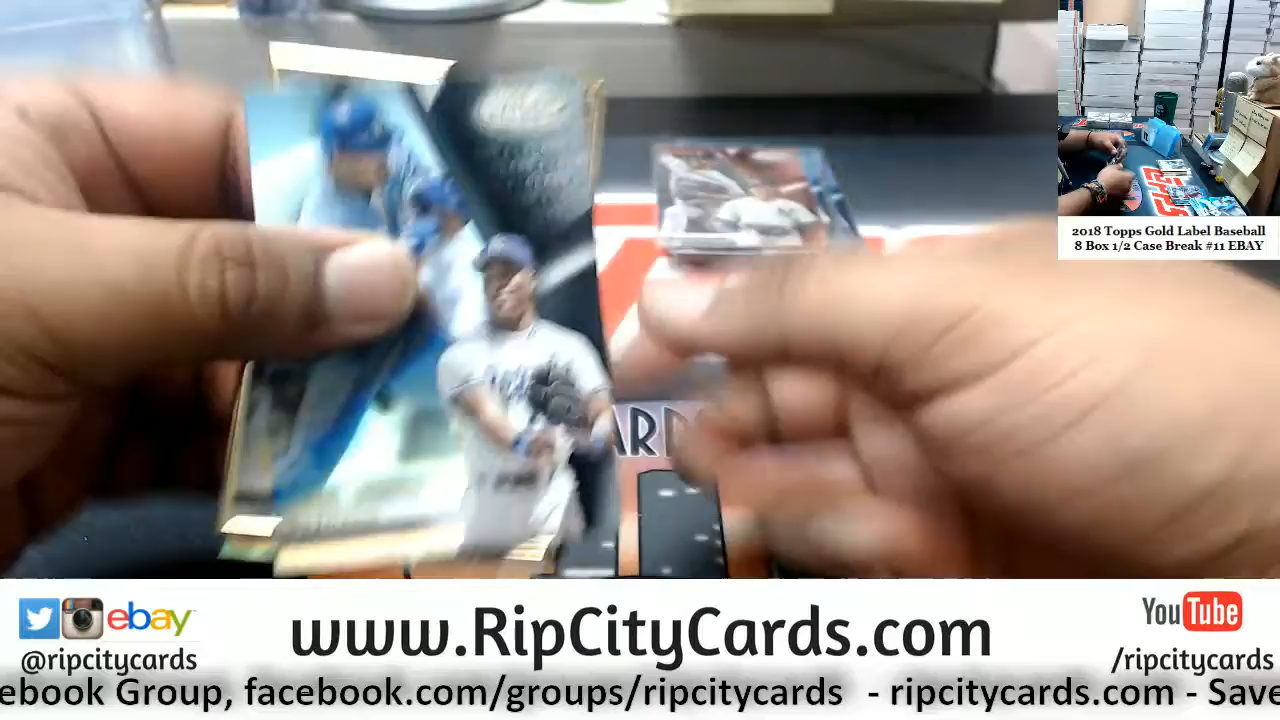 2018 Topps Gold Label Baseball
8 Box 1/2 Case Break #11 EBAY
ARD
ebay
@ripcitycards
www.RipCityCards.com
YouTube
/ripcitycards
ebook Group, facebook.com/groups/ripcitycards - ripcitycards.com - Save